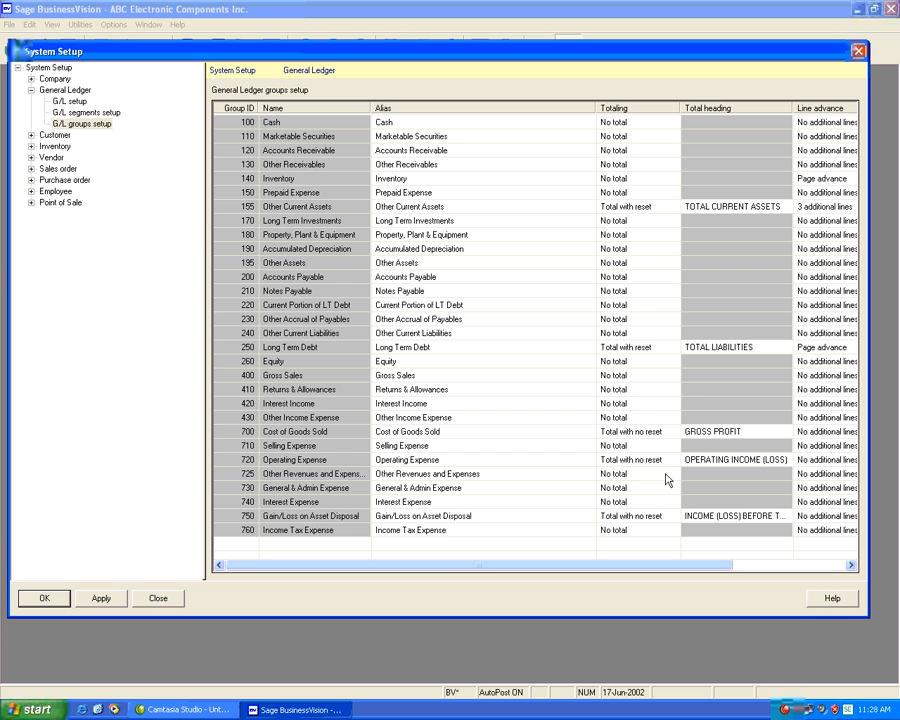 Sage BusinessVision - ABC Electronic Components Inc.
File Edit View Utilities Options Window Help
System Setup
System Setup
Company
General Ledger
G/L setup
G/L segments setup
G/L groups setup
Customer
Inventory
Vendor
Sales order
Purchase order
Employee
Point of Sale
System Setup General Ledger
General Ledger groups setup
Group ID Name Alias Totaling Total heading Line advance
100 Cash Cash No total No additional lines
110 Marketable Securities Marketable Securities No total No additional lines
120 Accounts Receivable Accounts Receivable No total No additional lines
130 Other Receivables Other Receivables No total No additional lines
140 Inventory Inventory No total Page advance
150 Prepaid Expense Prepaid Expense No total No additional lines
155 Other Current Assets Other Current Assets Total with reset TOTAL CURRENT ASSETS 3 additional lines
170 Long Term Investments Long Term Investments No total No additional lines
180 Property, Plant & Equipment Property, Plant & Equipment No total No additional lines
190 Accumulated Depreciation Accumulated Depreciation No total No additional lines
195 Other Assets Other Assets No total No additional lines
200 Accounts Payable Accounts Payable No total No additional lines
210 Notes Payable Notes Payable No total No additional lines
220 Current Portion of LT Debt Current Portion of LT Debt No total No additional lines
230 Other Accrual of Payables Other Accrual of Payables No total No additional lines
240 Other Current Liabilities Other Current Liabilities No total No additional lines
250 Long Term Debt Long Term Debt Total with reset TOTAL LIABILITIES Page advance
260 Equity Equity No total No additional lines
400 Gross Sales Gross Sales No total No additional lines
410 Returns & Allowances Returns & Allowances No total No additional lines
420 Interest Income Interest Income No total No additional lines
430 Other Income Expense Other Income Expense No total No additional lines
700 Cost of Goods Sold Cost of Goods Sold Total with no reset GROSS PROFIT No additional lines
710 Selling Expense Selling Expense No total No additional lines
720 Operating Expense Operating Expense Total with no reset OPERATING INCOME (LOSS) No additional lines
725 Other Revenues and Expens... Other Revenues and Expenses No total No additional lines
730 General & Admin Expense General & Admin Expense No total No additional lines
740 Interest Expense Interest Expense No total No additional lines
750 Gain/Loss on Asset Disposal Gain/Loss on Asset Disposal Total with no reset INCOME (LOSS) BEFORE T... No additional lines
760 Income Tax Expense Income Tax Expense No total No additional lines
OK Apply Close Help
BV* AutoPost ON NUM 17-Jun-2002
start Camtasia Studio - Unt... BV Sage BusinessVision -... SE 11:28 AM